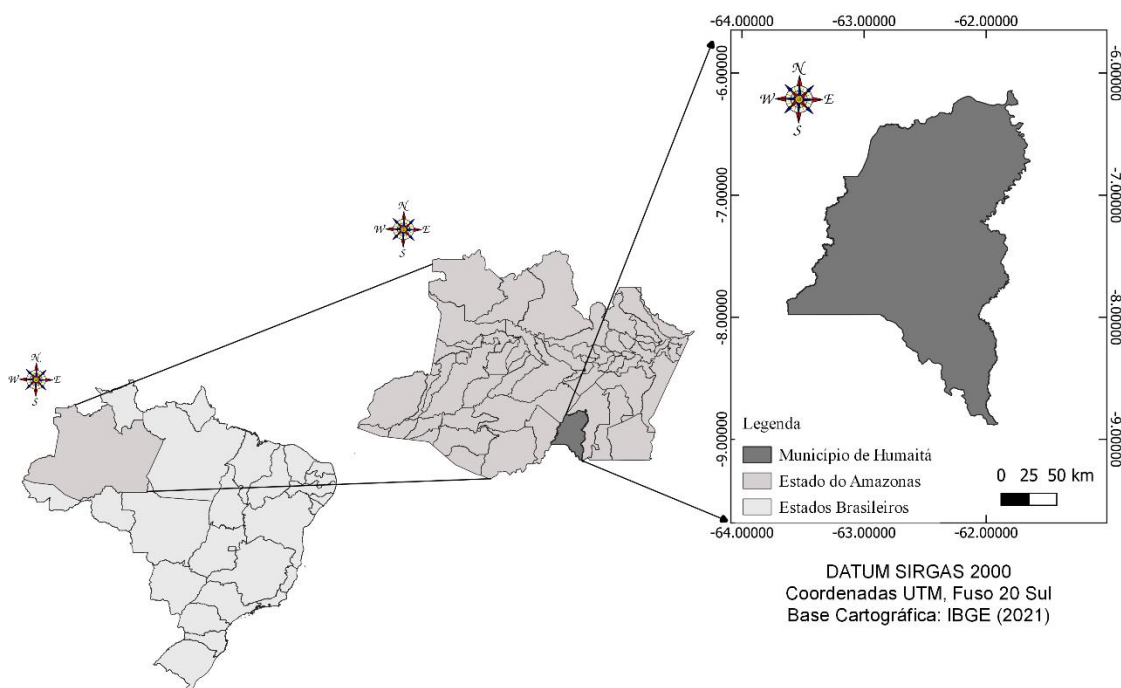 -64.00000 -63.00000 -62.00000
-6.00000
-7.00000
-8.00000
-9.00000
-6.00000
-7.00000
-8.00000
-9.00000
N
W E
S
N
W E
S
N
W E
S
Legenda
Município de Humaitá
Estado do Amazonas
Estados Brasileiros
0 25 50 km
-64.00000 -63.00000 -62.00000
DATUM SIRGAS 2000
Coordenadas UTM, Fuso 20 Sul
Base Cartográfica: IBGE (2021)